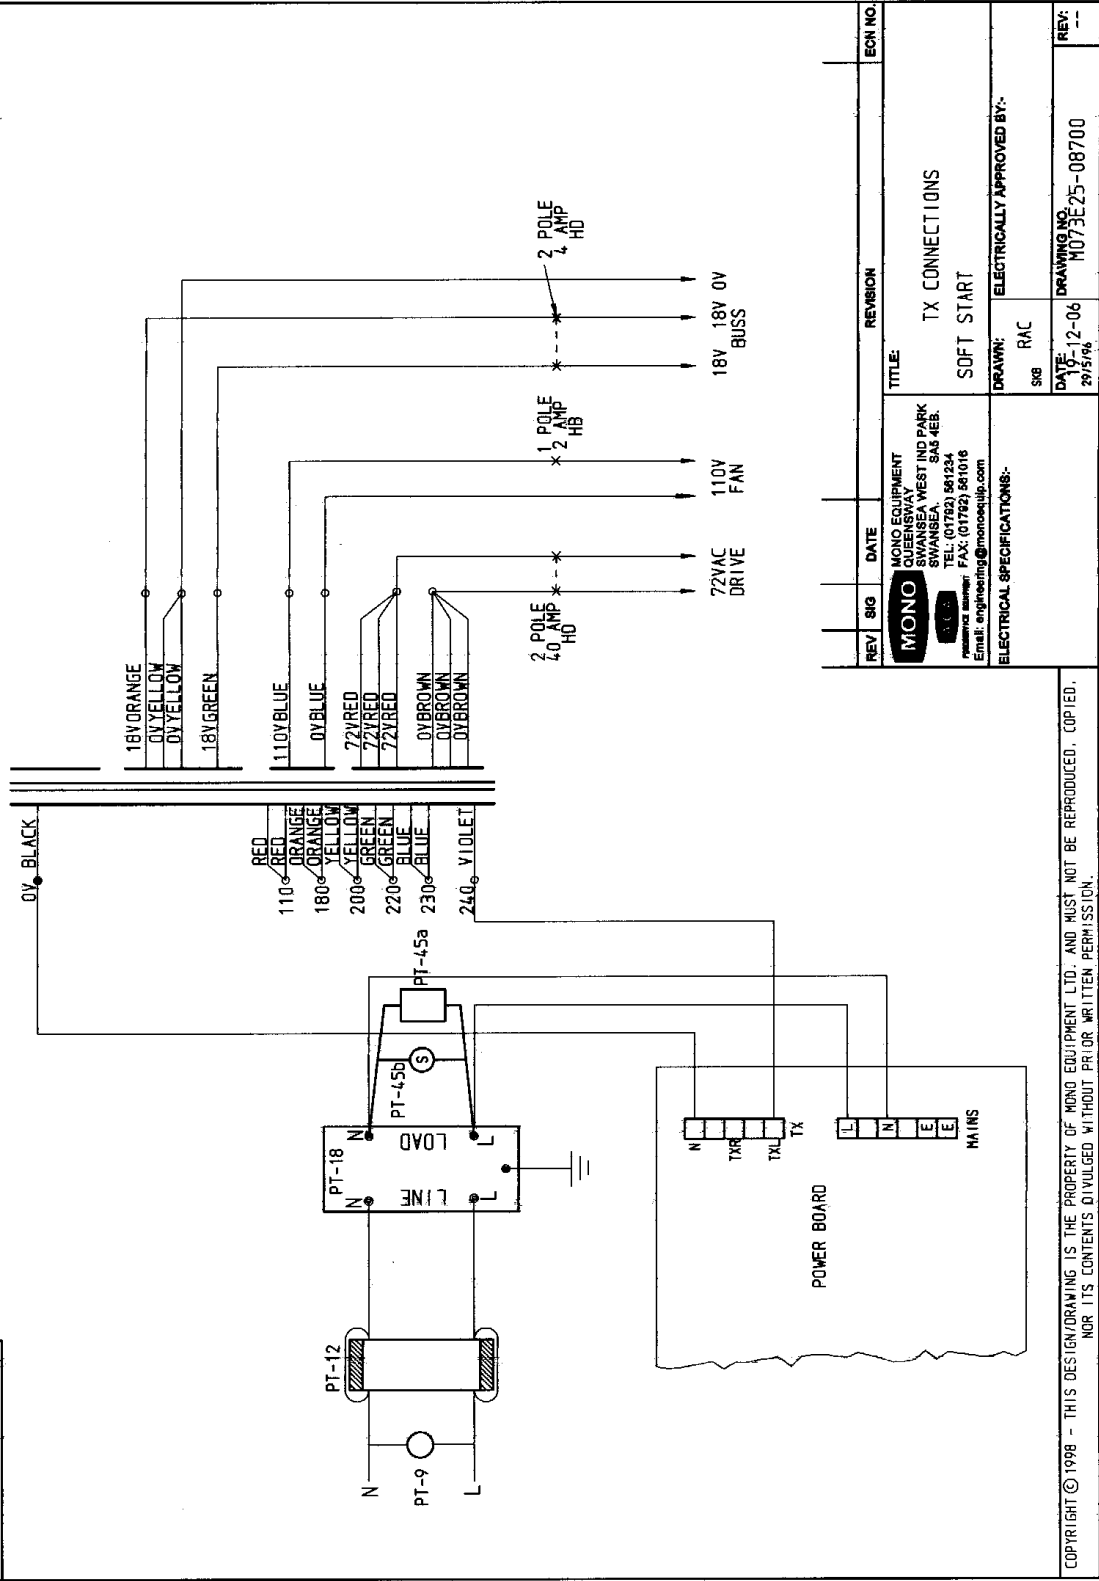 0V BLACK
RED
RED
110
ORANGE
ORANGE
180
YELLOW
YELLOW
200
GREEN
GREEN
220
BLUE
BLUE
230
VIOLET
240
18VORANGE
0VYELLOW
0VYELLOW
18VGREEN
110VBLUE
0VBLUE
72VRED
72VRED
72VRED
0VBROWN
0VBROWN
0VBROWN
2 POLE
4 AMP
HD
1 POLE
2 AMP
HB
2 POLE
40 AMP
HD
18V 18V 0V
BUSS
110V
FAN
72VAC
DRIVE
N
L
PT-9
PT-12
PT-18
N
LINE
L
N
LOAD
L
PT-45b
S
PT-45a
POWER BOARD
N
TXR
TXL
TX
L
N
E
E
MAINS
REV
SIG
DATE
REVISION
ECN NO.
MONO
FOODSERVICE EQUIPMENT
MONO EQUIPMENT
QUEENSWAY
SWANSEA WEST IND PARK
SWANSEA. SA5 4EB.
TEL: (01792) 561234
FAX: (01792) 561016
Email: engineering@monoequip.com
TITLE:
TX CONNECTIONS
SOFT START
ELECTRICAL SPECIFICATIONS:-
DRAWN:
RAC
SKB
ELECTRICALLY APPROVED BY:-
DATE:
19-12-06
29/5/96
DRAWING NO.
M073E25-08700
REV:
--
COPYRIGHT © 1998 - THIS DESIGN/DRAWING IS THE PROPERTY OF MONO EQUIPMENT LTD. AND MUST NOT BE REPRODUCED, COPIED,
NOR ITS CONTENTS DIVULGED WITHOUT PRIOR WRITTEN PERMISSION.